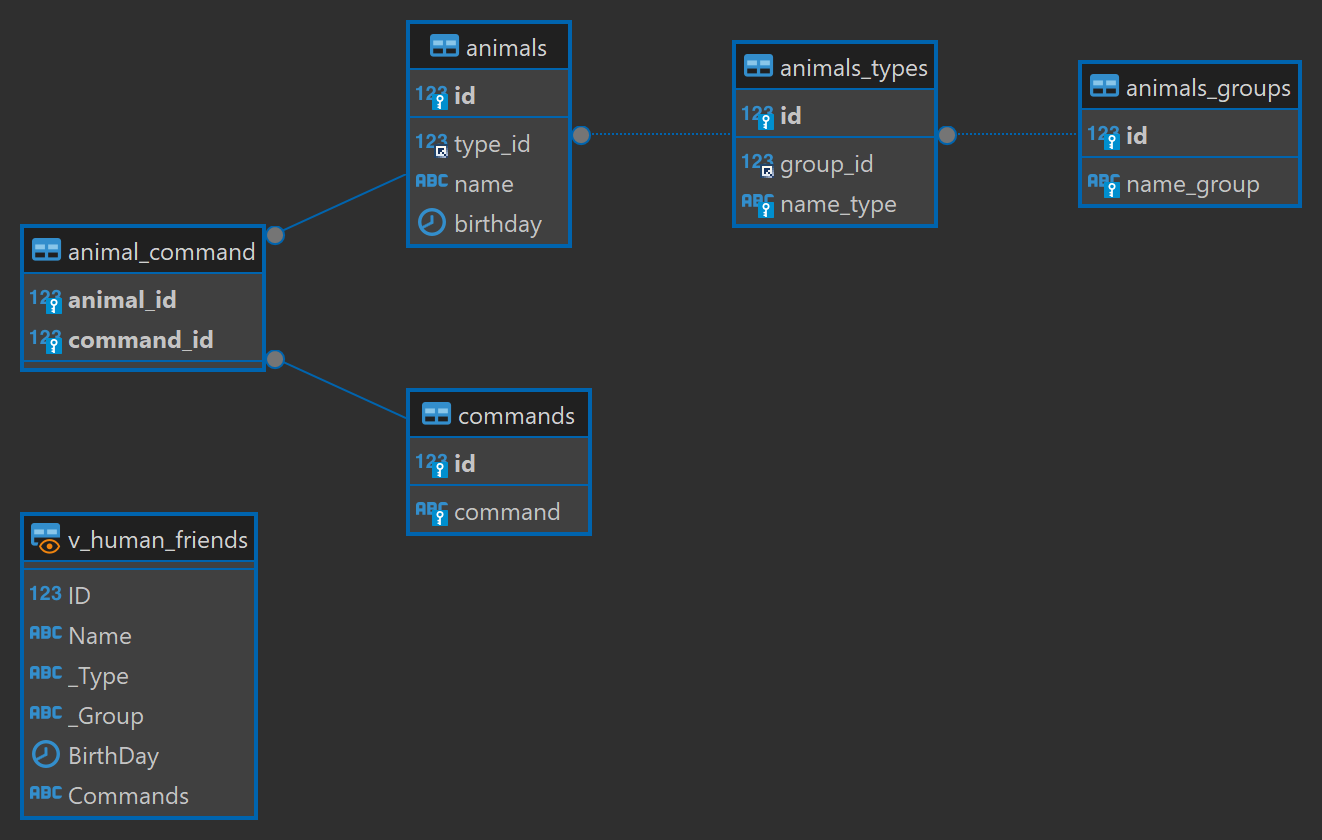 animals
123 id
123 type_id
ABC name
birthday
animals_types
123 id
123 group_id
ABC name_type
animals_groups
123 id
ABC name_group
animal_command
123 animal_id
123 command_id
commands
123 id
ABC command
v_human_friends
123 ID
ABC Name
ABC _Type
ABC _Group
BirthDay
ABC Commands